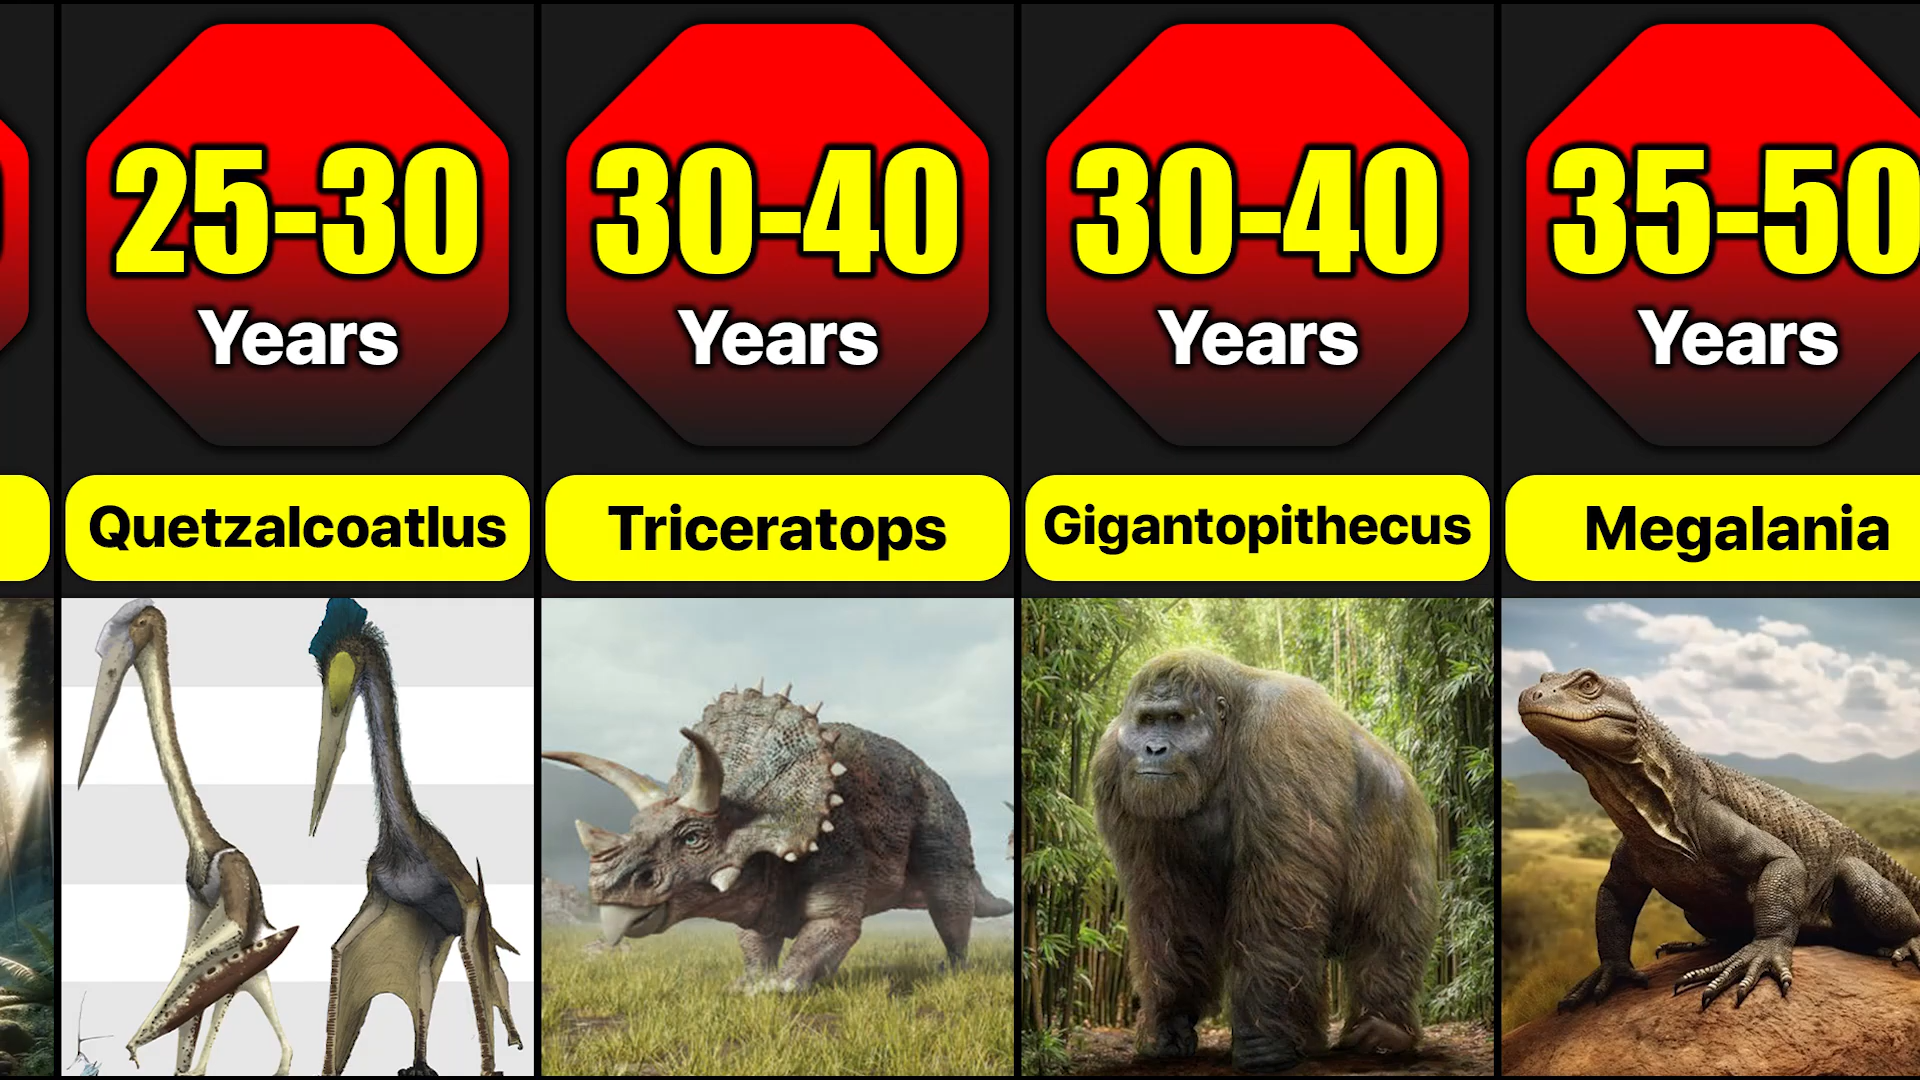 25-30
Years
Quetzalcoatlus
30-40
Years
Triceratops
30-40
Years
Gigantopithecus
35-50
Years
Megalania